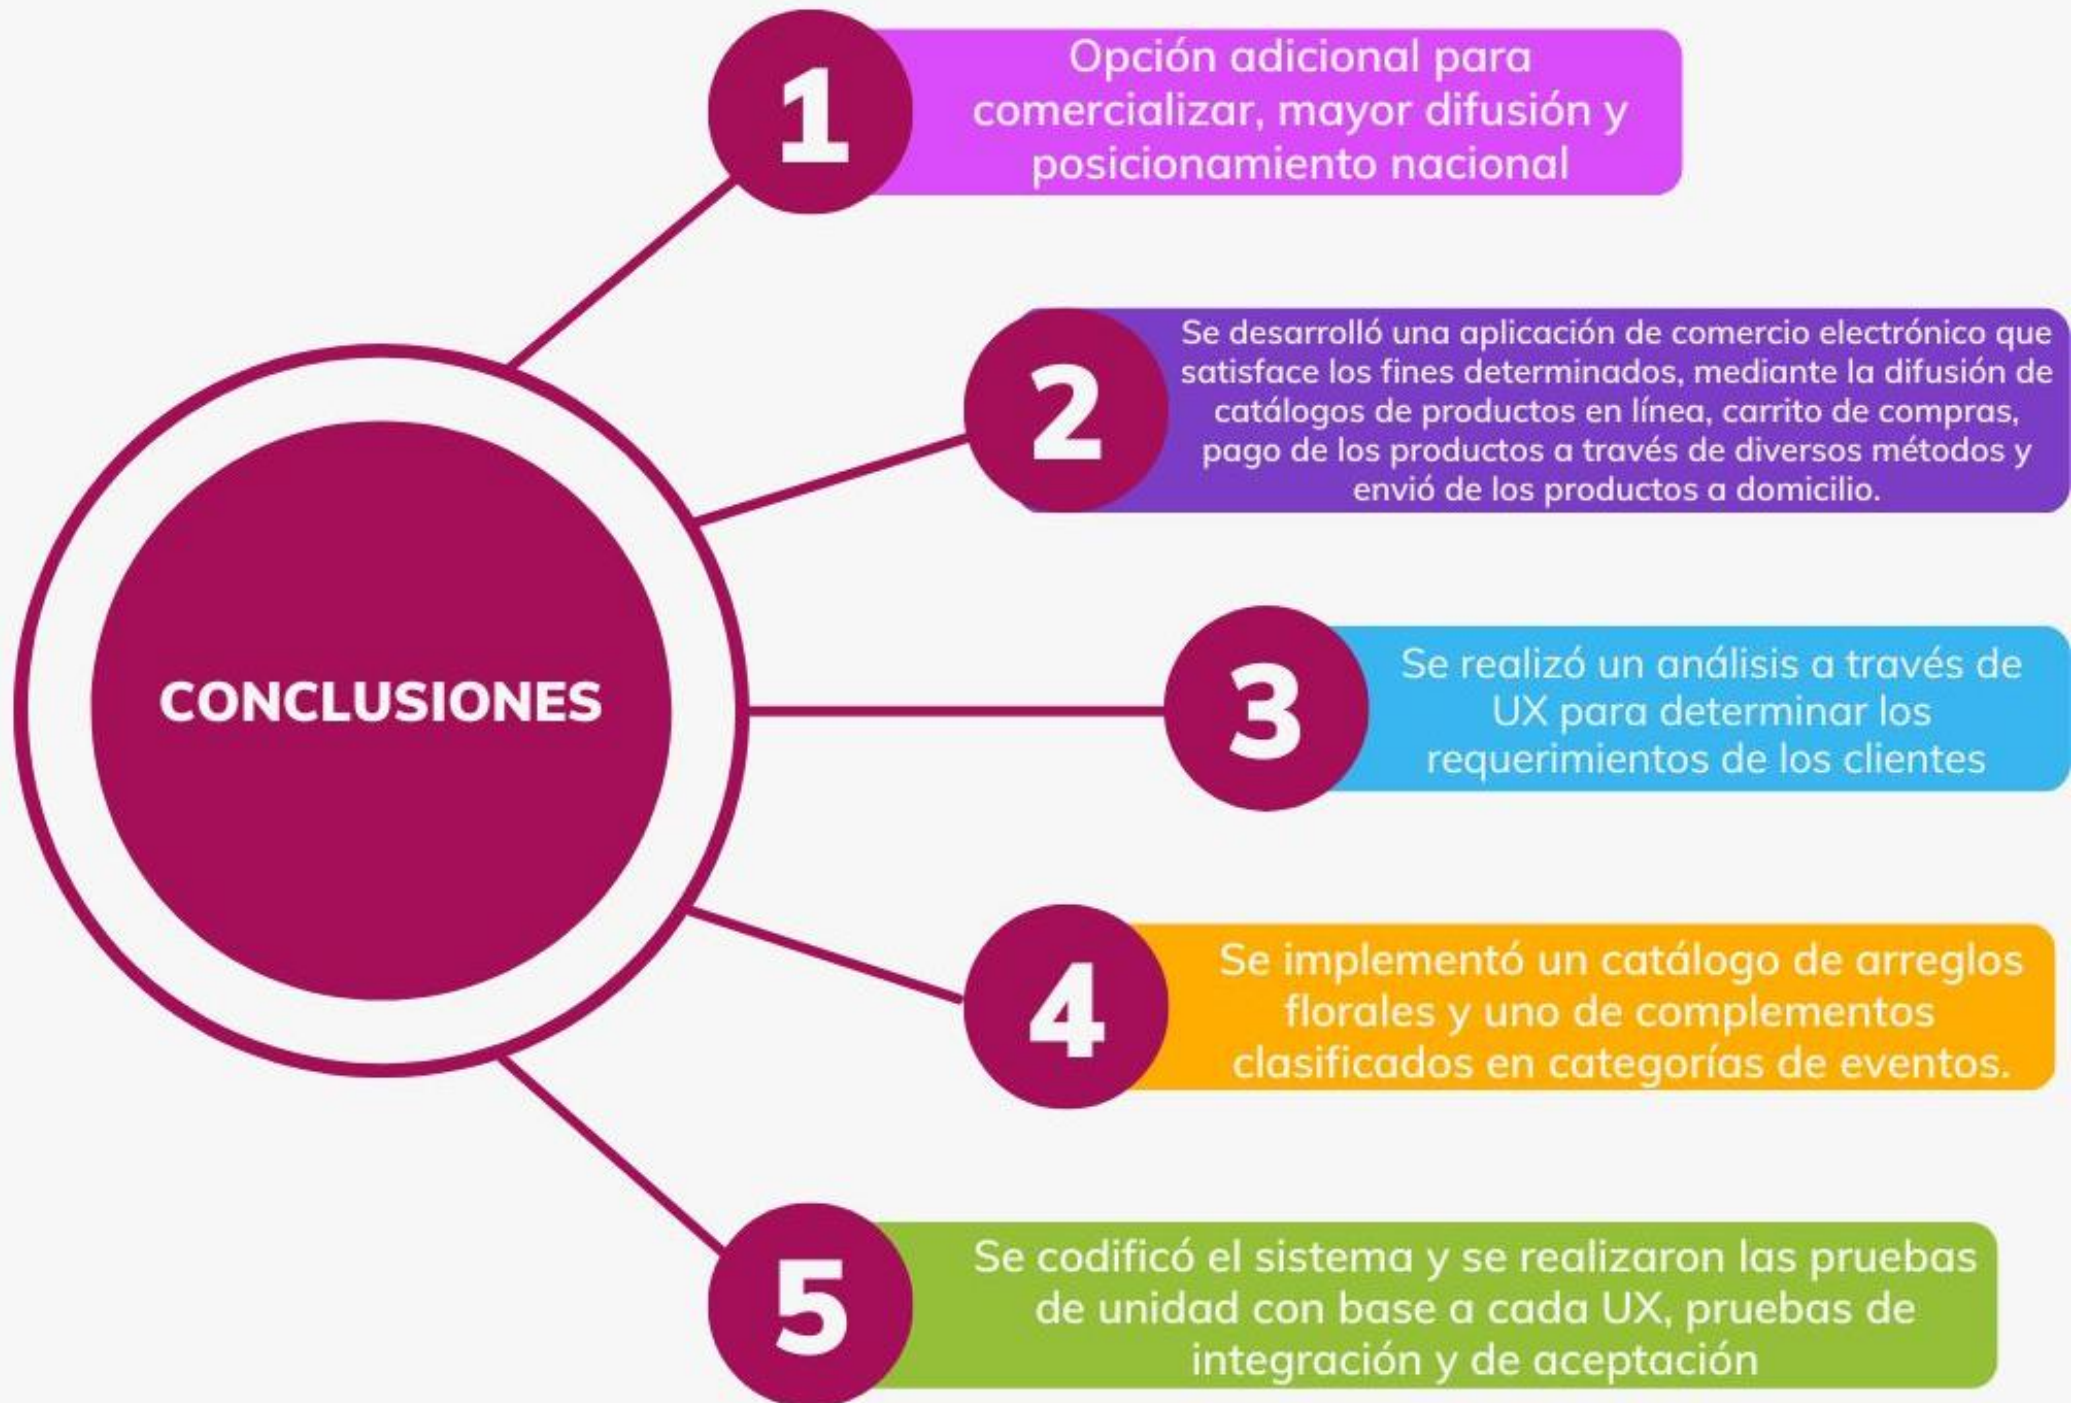 CONCLUSIONES
1
Opción adicional para
comercializar, mayor difusión y
posicionamiento nacional
2
Se desarrolló una aplicación de comercio electrónico que
satisface los fines determinados, mediante la difusión de
catálogos de productos en línea, carrito de compras,
pago de los productos a través de diversos métodos y
envió de los productos a domicilio.
3
Se realizó un análisis a través de
UX para determinar los
requerimientos de los clientes
4
Se implementó un catálogo de arreglos
florales y uno de complementos
clasificados en categorías de eventos.
5
Se codificó el sistema y se realizaron las pruebas
de unidad con base a cada UX, pruebas de
integración y de aceptación